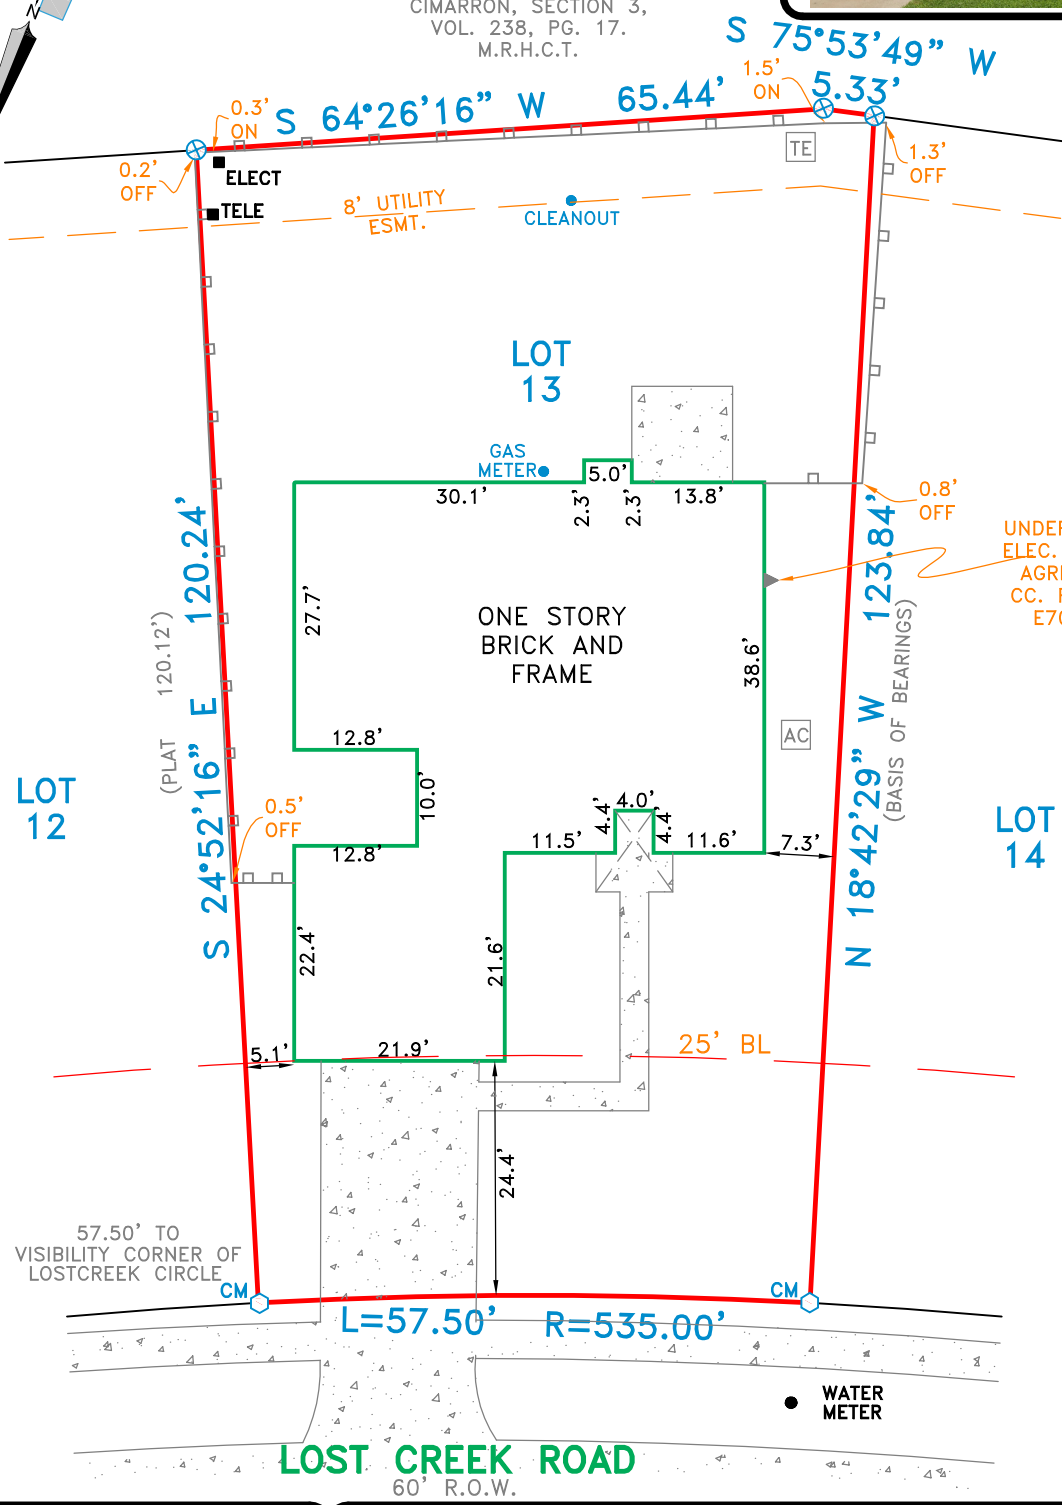 CIMARRON, SECTION 3,
VOL. 238, PG. 17.
M.R.H.C.T.
N
S 75°53'49" W
5.33'
1.5'
ON
S 64°26'16" W 65.44'
0.3'
ON
0.2'
OFF
ELECT
TELE
8' UTILITY
ESMT.
CLEANOUT
TE
1.3'
OFF
LOT
13
GAS
METER
5.0'
30.1'
2.3'
2.3'
13.8'
0.8'
OFF
ELEC.
27.7'
ONE STORY
BRICK AND
FRAME
38.6'
S 24°52'16" E 120.24'
(PLAT 120.12')
N 18°42'29" W 123.84'
(BASIS OF BEARINGS)
12.8'
10.0'
12.8'
AC
LOT
12
0.5'
OFF
4.0'
4.4'
4.4'
11.5'
11.6'
7.3'
LOT
14
22.4'
21.6'
25' BL
5.1'
21.9'
24.4'
57.50' TO
VISIBILITY CORNER OF
LOSTCREEK CIRCLE
CM
CM
L=57.50' R=535.00'
WATER
METER
LOST CREEK ROAD
60' R.O.W.